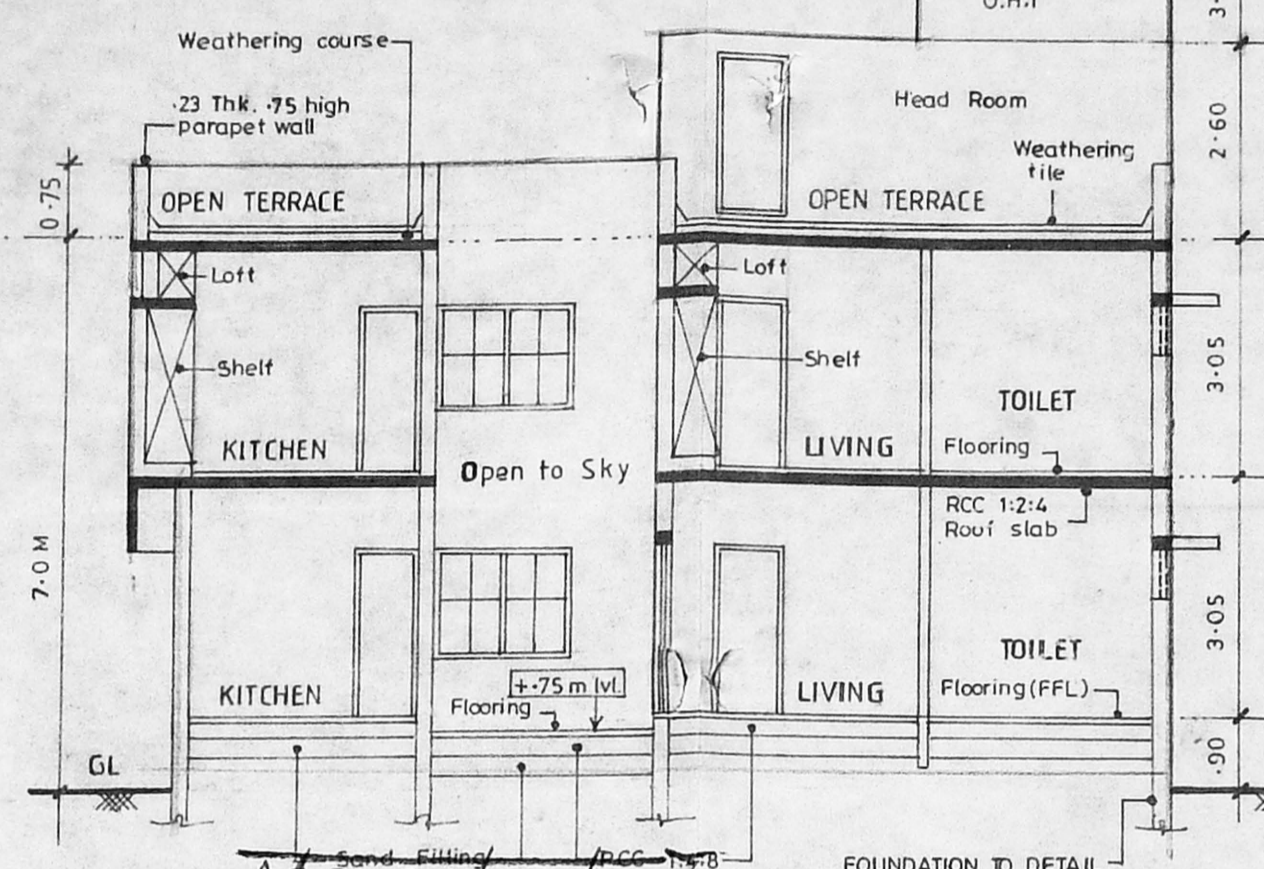 O.H.T
Weathering course
.23 Thk. .75 high
parapet wall
Head Room
Weathering
tile
OPEN TERRACE
OPEN TERRACE
0.75
2.60
Loft
Loft
Shelf
Shelf
3.05
TOILET
KITCHEN
LIVING
Flooring
Open to Sky
RCC 1:2:4
Roof slab
7.0 M
3.05
TOILET
+.75 m lvl
KITCHEN
LIVING
Flooring (FFL)
Flooring
GL
.90
Sand Filling
P.CC 1:4:8
FOUNDATION TO DETAIL